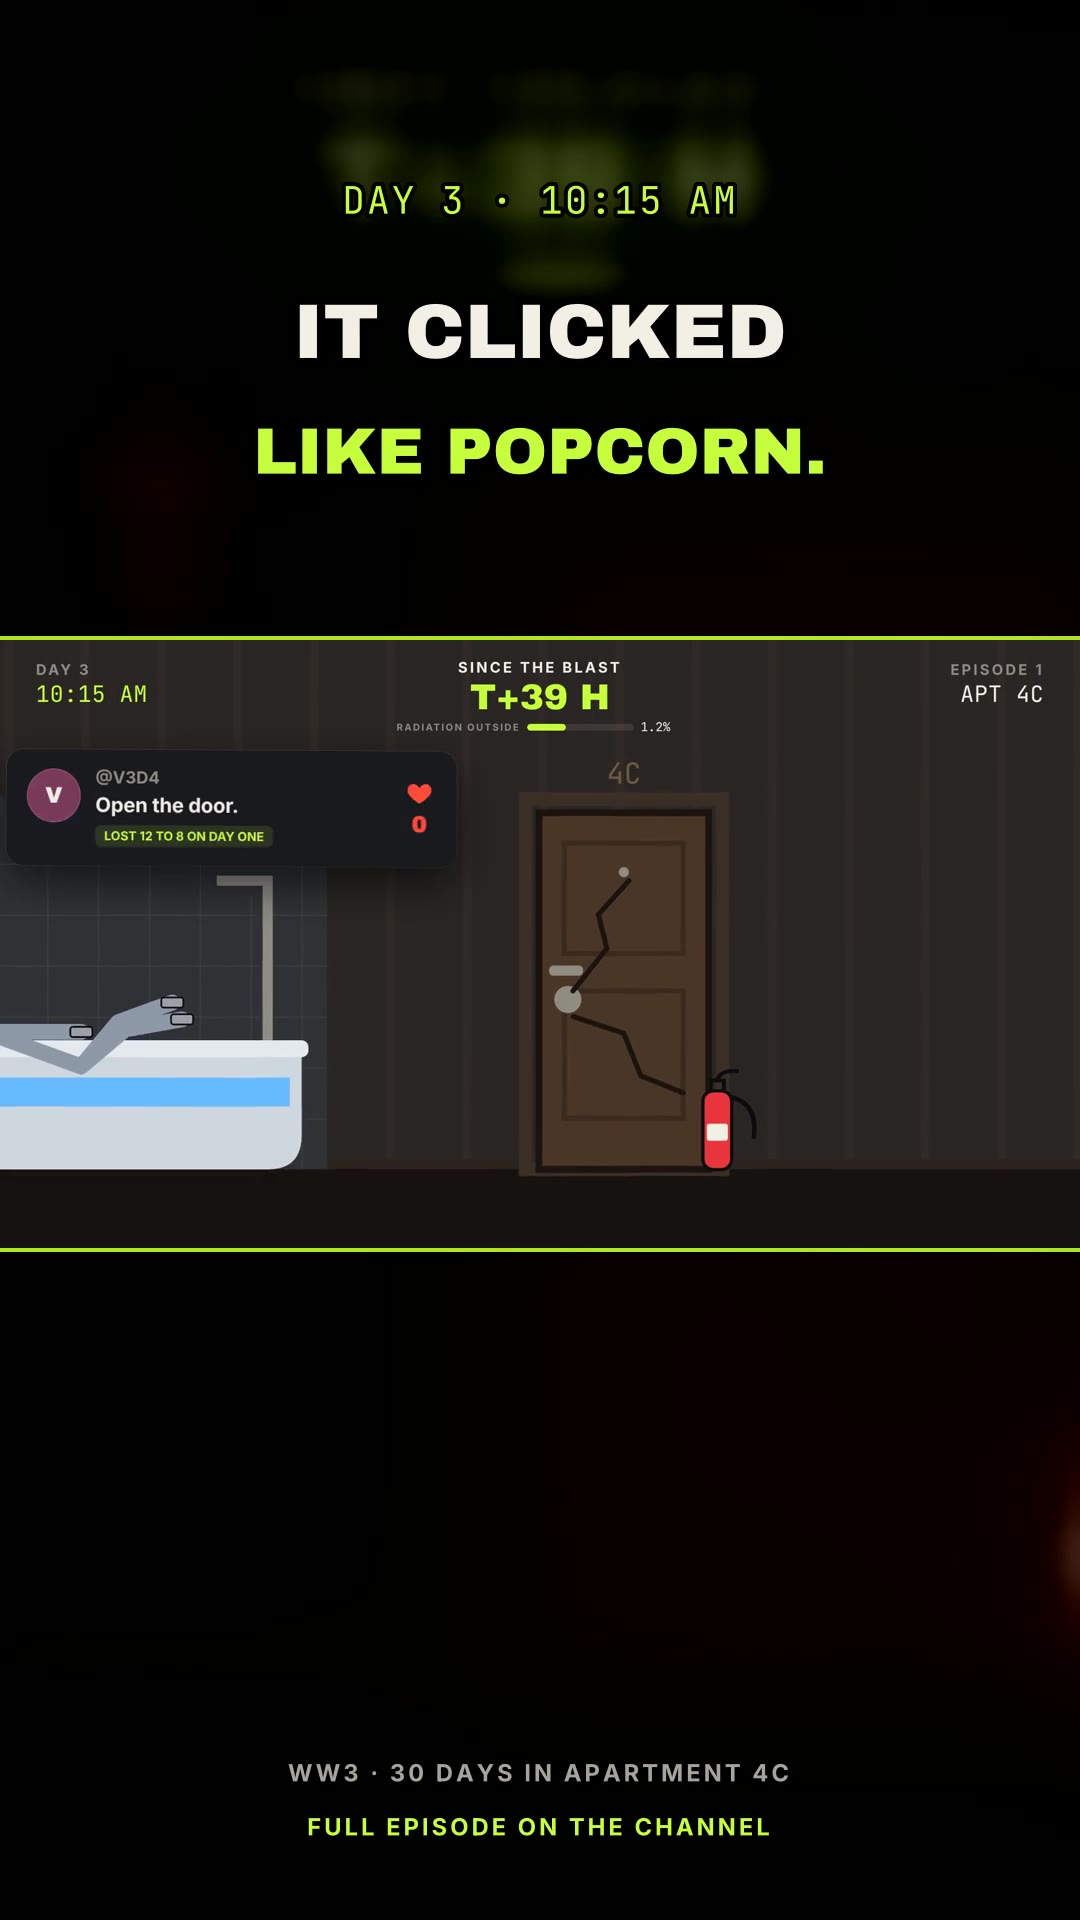 DAY 3 · 10:15 AM
IT CLICKED
LIKE POPCORN.
DAY 3
10:15 AM
SINCE THE BLAST
T+39 H
RADIATION OUTSIDE 1.2%
EPISODE 1
APT 4C
V
@V3D4
Open the door.
LOST 12 TO 8 ON DAY ONE
0
4C
WW3 · 30 DAYS IN APARTMENT 4C
FULL EPISODE ON THE CHANNEL